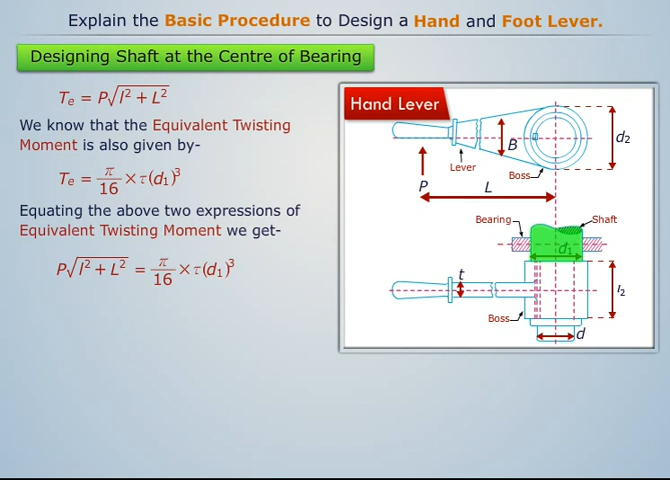 Explain the Basic Procedure to Design a Hand and Foot Lever.
Designing Shaft at the Centre of Bearing
Tₑ = P√l² + L²
We know that the Equivalent Twisting
Moment is also given by-
Tₑ = π/16 × τ(d₁)³
Equating the above two expressions of
Equivalent Twisting Moment we get-
P√l² + L² = π/16 × τ(d₁)³
Hand Lever
B
d₂
Lever
Boss
P
L
Bearing
Shaft
d₁
t
l₂
Boss
d